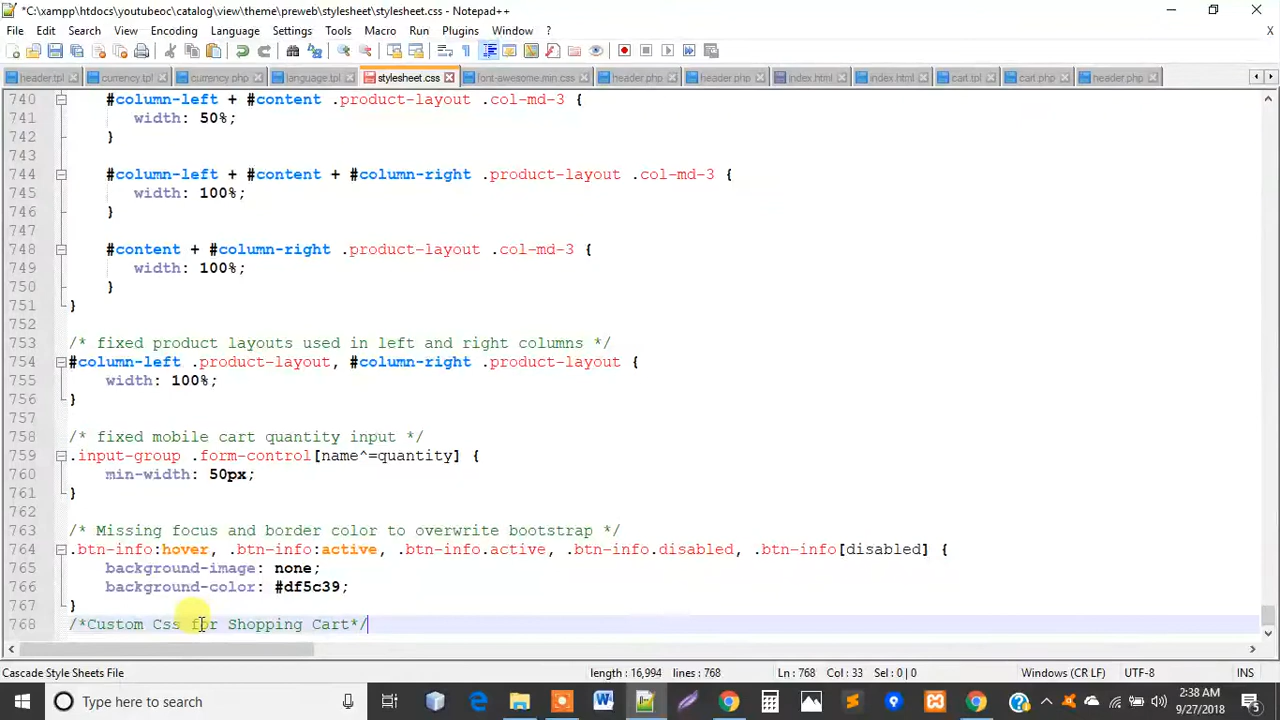 *C:\xampp\htdocs\youtubeoc\catalog\view\theme\preweb\stylesheet\stylesheet.css - Notepad++
File Edit Search View Encoding Language Settings Tools Macro Run Plugins Window ? X
header.tpl currency.tpl currency.php language.tpl stylesheet.css font-awesome.min.css header.php header.php index.html index.html cart.tpl cart.php header.php
740 #column-left + #content .product-layout .col-md-3 {
741 width: 50%;
742 }
743
744 #column-left + #content + #column-right .product-layout .col-md-3 {
745 width: 100%;
746 }
747
748 #content + #column-right .product-layout .col-md-3 {
749 width: 100%;
750 }
751 }
752
753 /* fixed product layouts used in left and right columns */
754 #column-left .product-layout, #column-right .product-layout {
755 width: 100%;
756 }
757
758 /* fixed mobile cart quantity input */
759 .input-group .form-control[name^=quantity] {
760 min-width: 50px;
761 }
762
763 /* Missing focus and border color to overwrite bootstrap */
764 .btn-info:hover, .btn-info:active, .btn-info.active, .btn-info.disabled, .btn-info[disabled] {
765 background-image: none;
766 background-color: #df5c39;
767 }
768 /*Custom Css for Shopping Cart*/
Cascade Style Sheets File length : 16,994 lines : 768 Ln : 768 Col : 33 Sel : 0 | 0 Windows (CR LF) UTF-8 INS
Type here to search 2:38 AM
9/27/2018 5